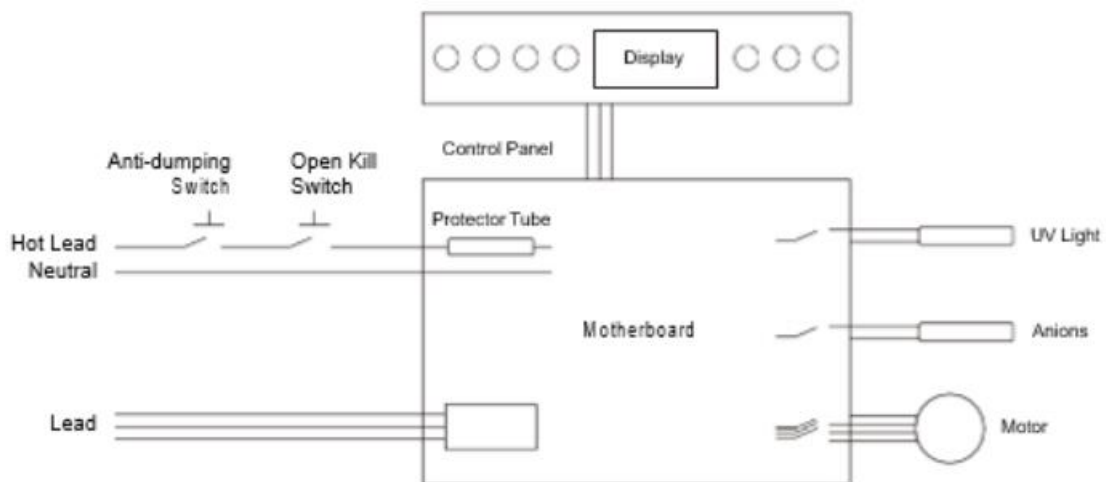 Display
Control Panel
Anti-dumping
Switch
Open Kill
Switch
Protector Tube
Hot Lead
Neutral
UV Light
Motherboard
Anions
Lead
Motor